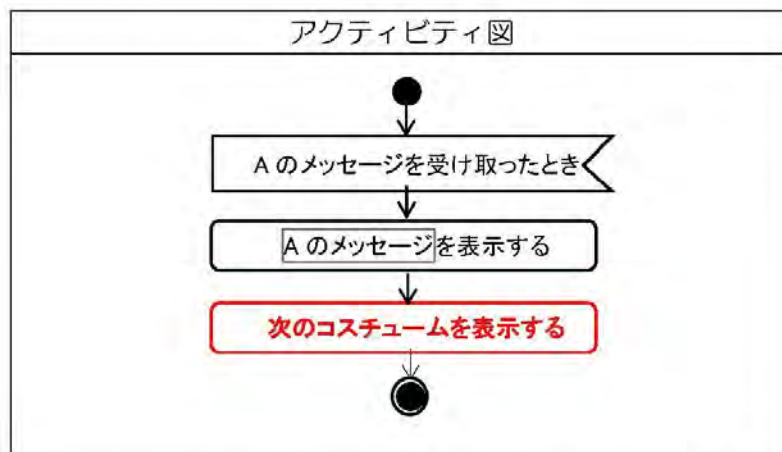 アクティビティ図
A のメッセージを受け取ったとき
A のメッセージを表示する
次のコスチュームを表示する